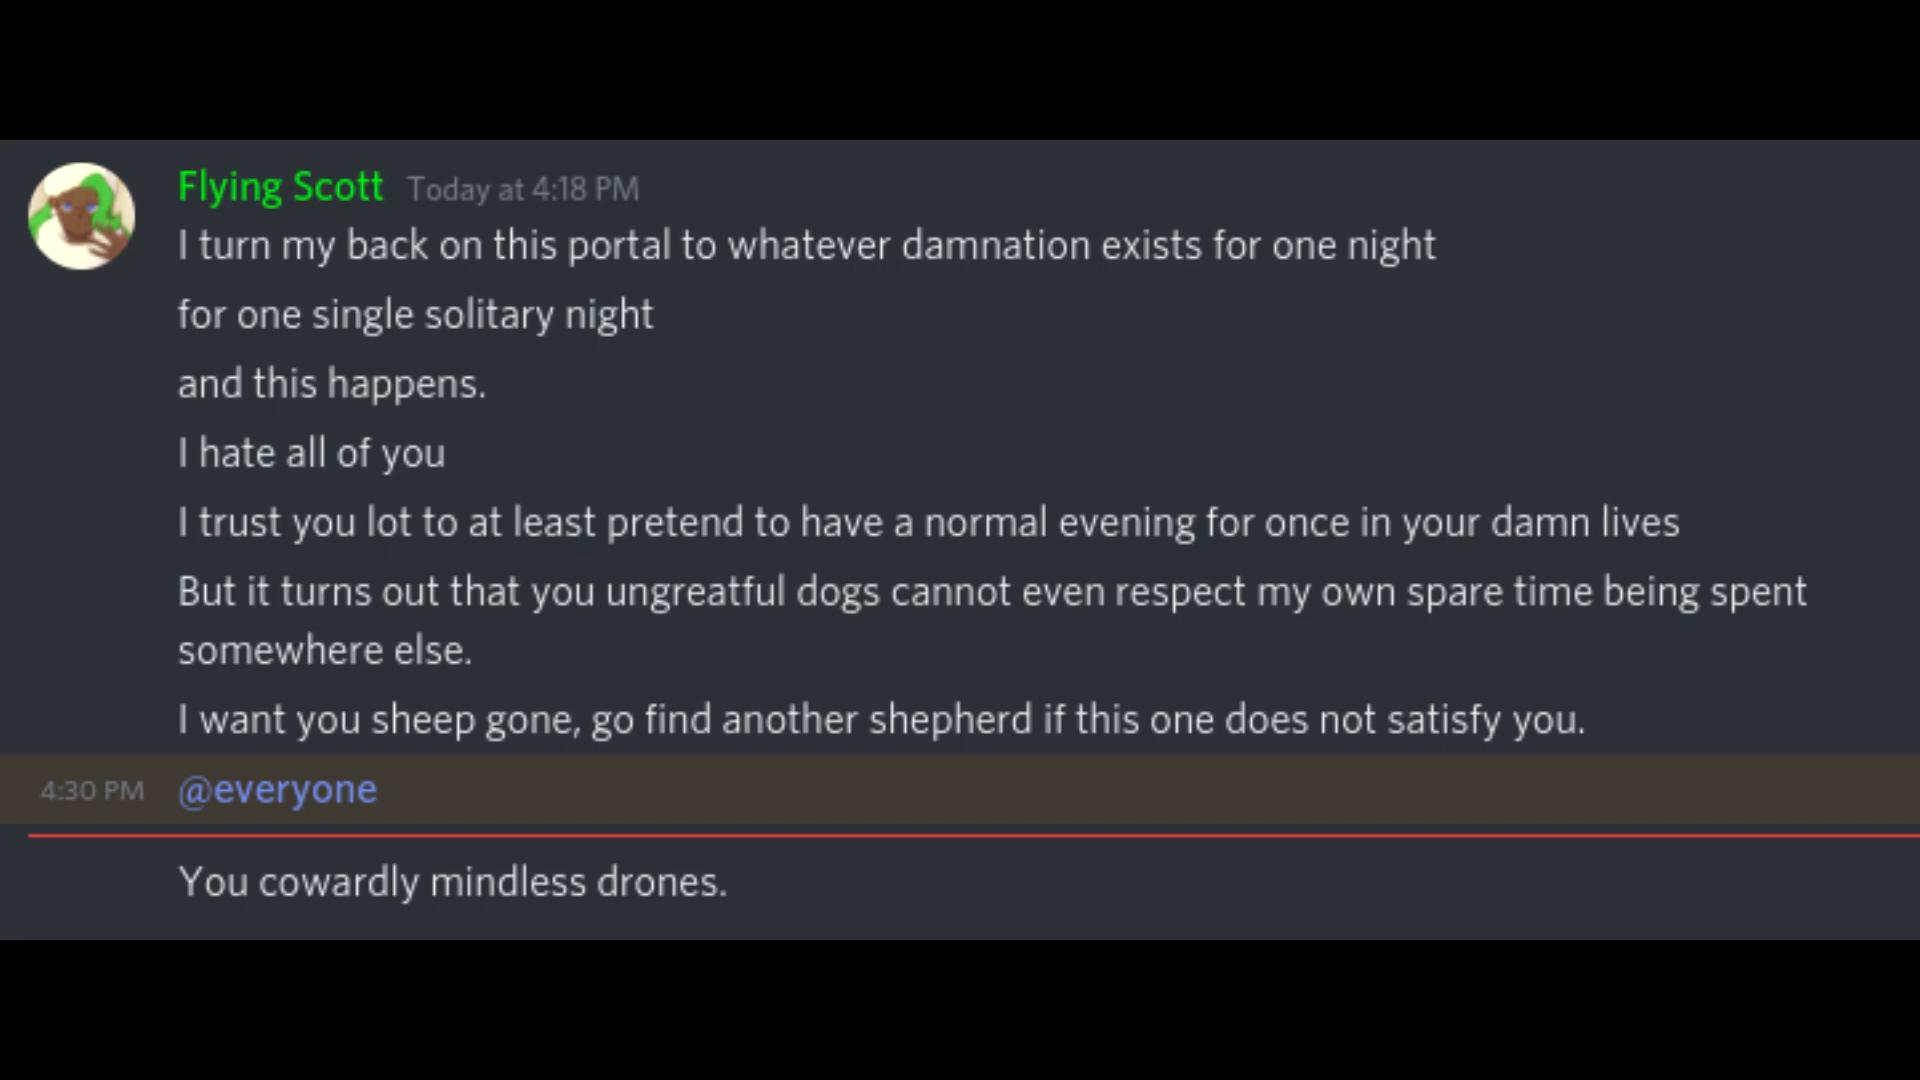 Flying Scott Today at 4:18 PM
I turn my back on this portal to whatever damnation exists for one night
for one single solitary night
and this happens.
I hate all of you
I trust you lot to at least pretend to have a normal evening for once in your damn lives
But it turns out that you ungreatful dogs cannot even respect my own spare time being spent
somewhere else.
I want you sheep gone, go find another shepherd if this one does not satisfy you.
4:30 PM @everyone
You cowardly mindless drones.